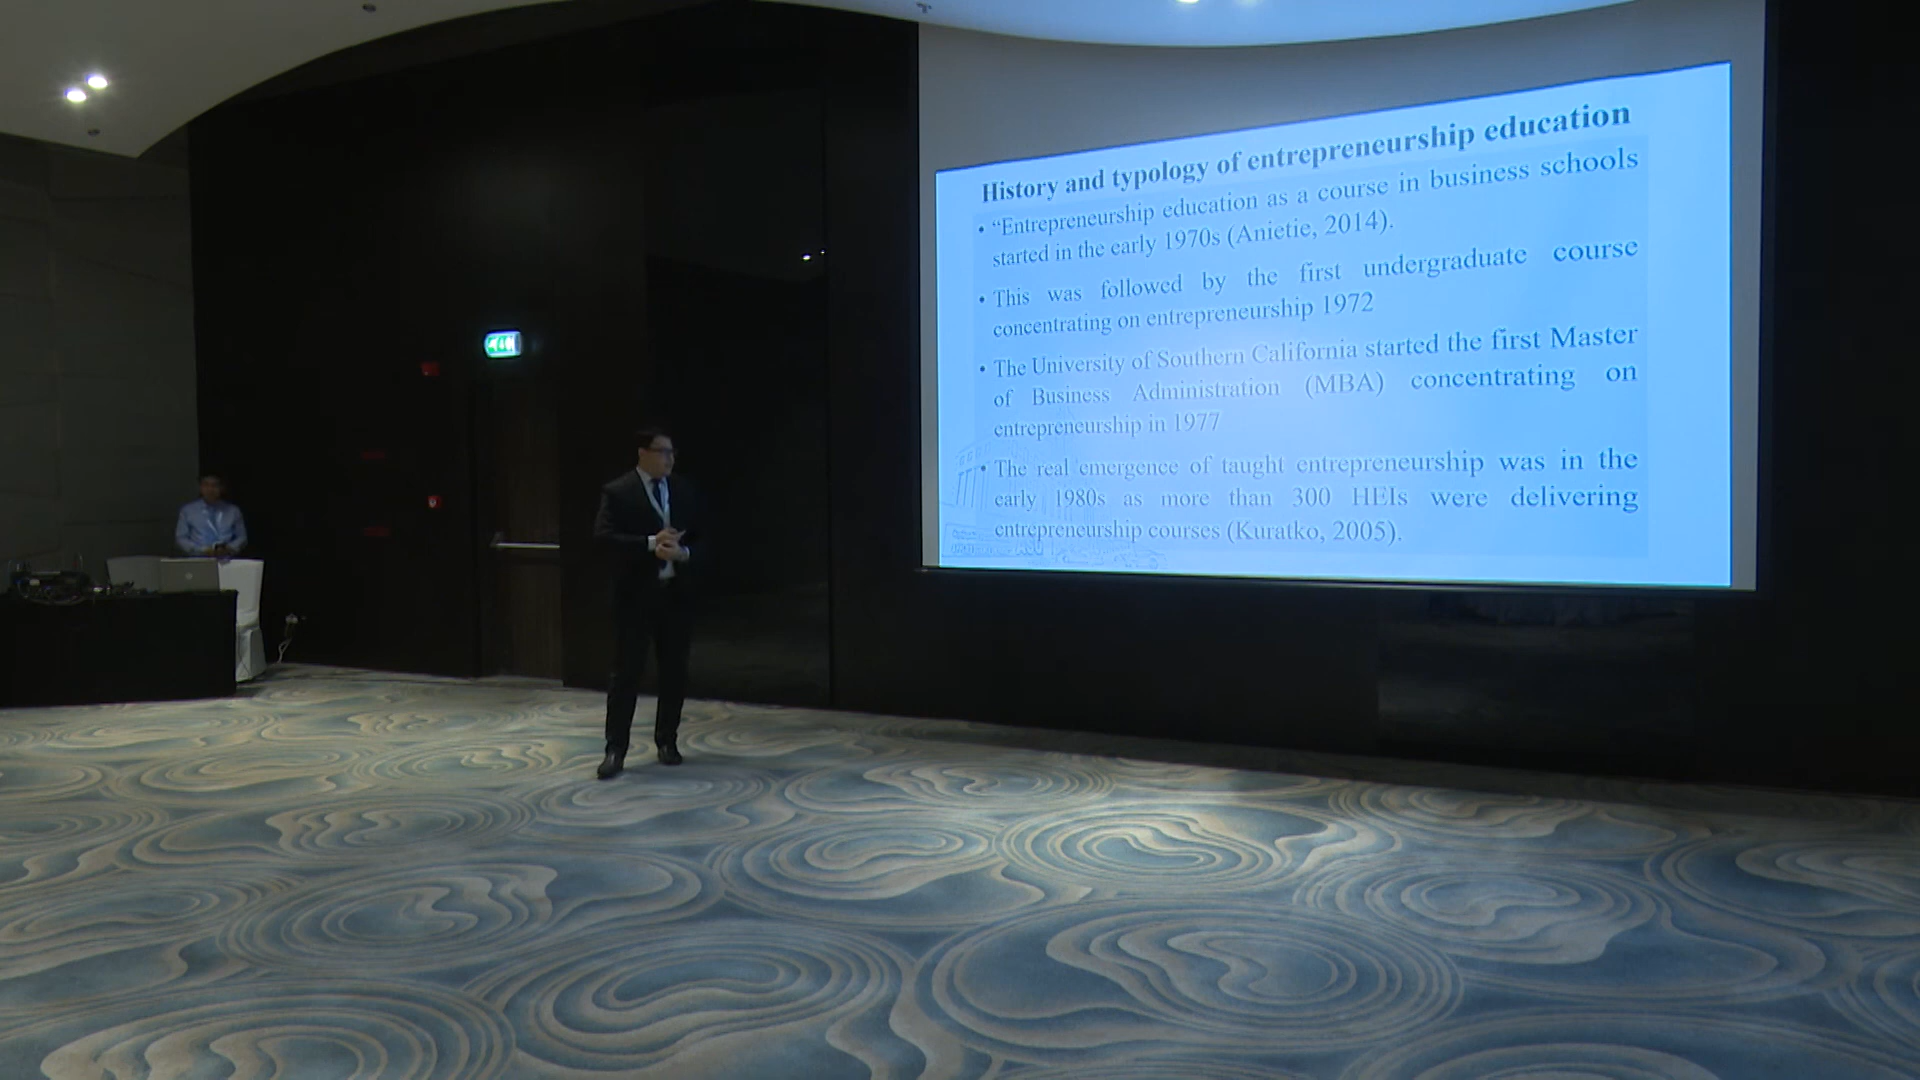 History and typology of entrepreneurship education
• “Entrepreneurship education as a course in business schools
started in the early 1970s (Anietie, 2014).
• This was followed by the first undergraduate course
concentrating on entrepreneurship 1972
• The University of Southern California started the first Master
of Business Administration (MBA) concentrating on
entrepreneurship in 1977
• The real emergence of taught entrepreneurship was in the
early 1980s as more than 300 HEIs were delivering
entrepreneurship courses (Kuratko, 2005).